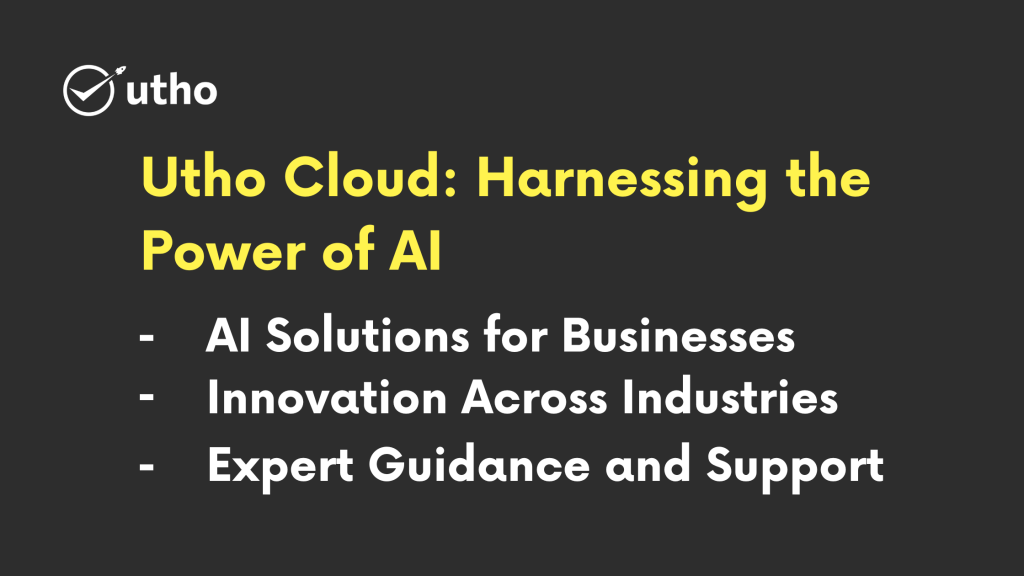 utho
Utho Cloud: Harnessing the
Power of AI
- AI Solutions for Businesses
- Innovation Across Industries
- Expert Guidance and Support